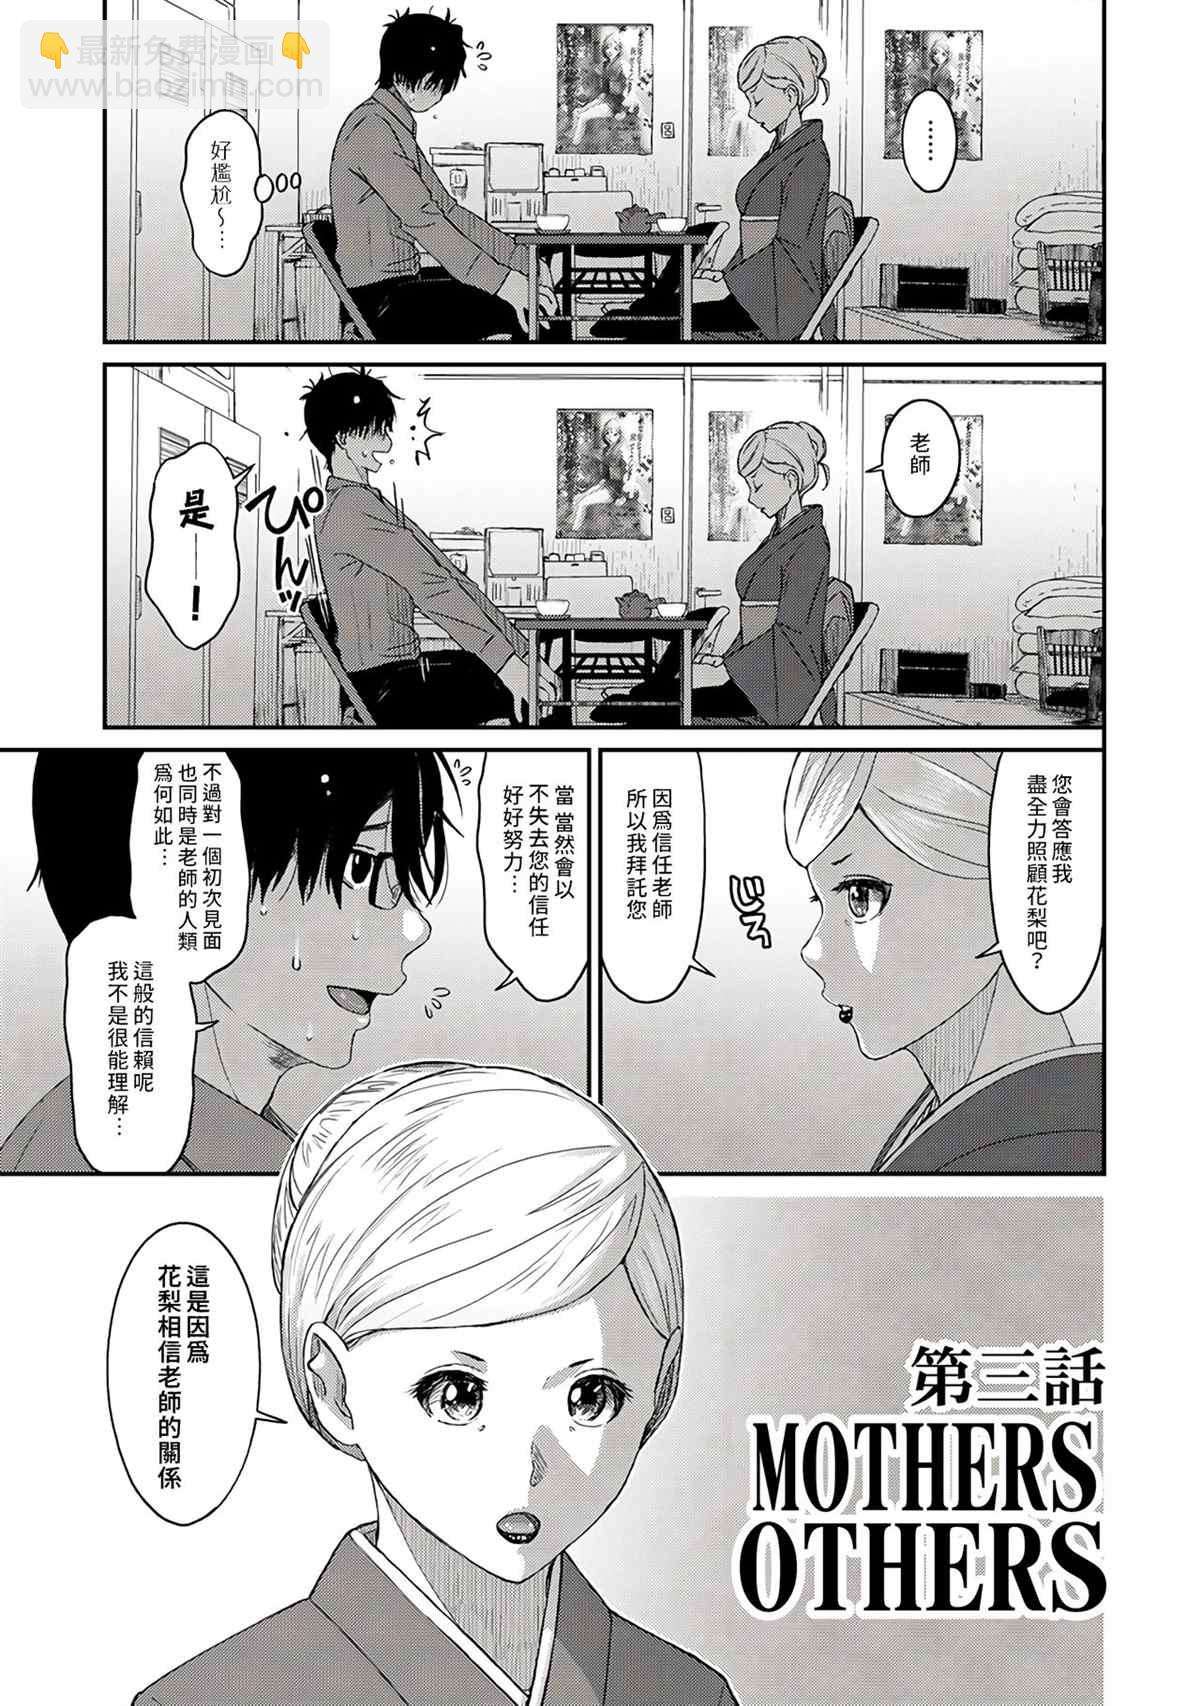 最新免费漫画
www.baozimh.com
……
好尷尬～…
老師
是──！
ぴんッ
您會答應我
盡全力照顧花梨吧？
因為信任老師
所以我拜託您
じろ
當 當然會以
不失去您的信任
好好努力…
不過對一個初次見面
也同時是老師的人類
為何如此…
這般的信賴呢
我不是很能理解…
這是因為
花梨相信老師的關係
第三話
MOTHERS
OTHERS